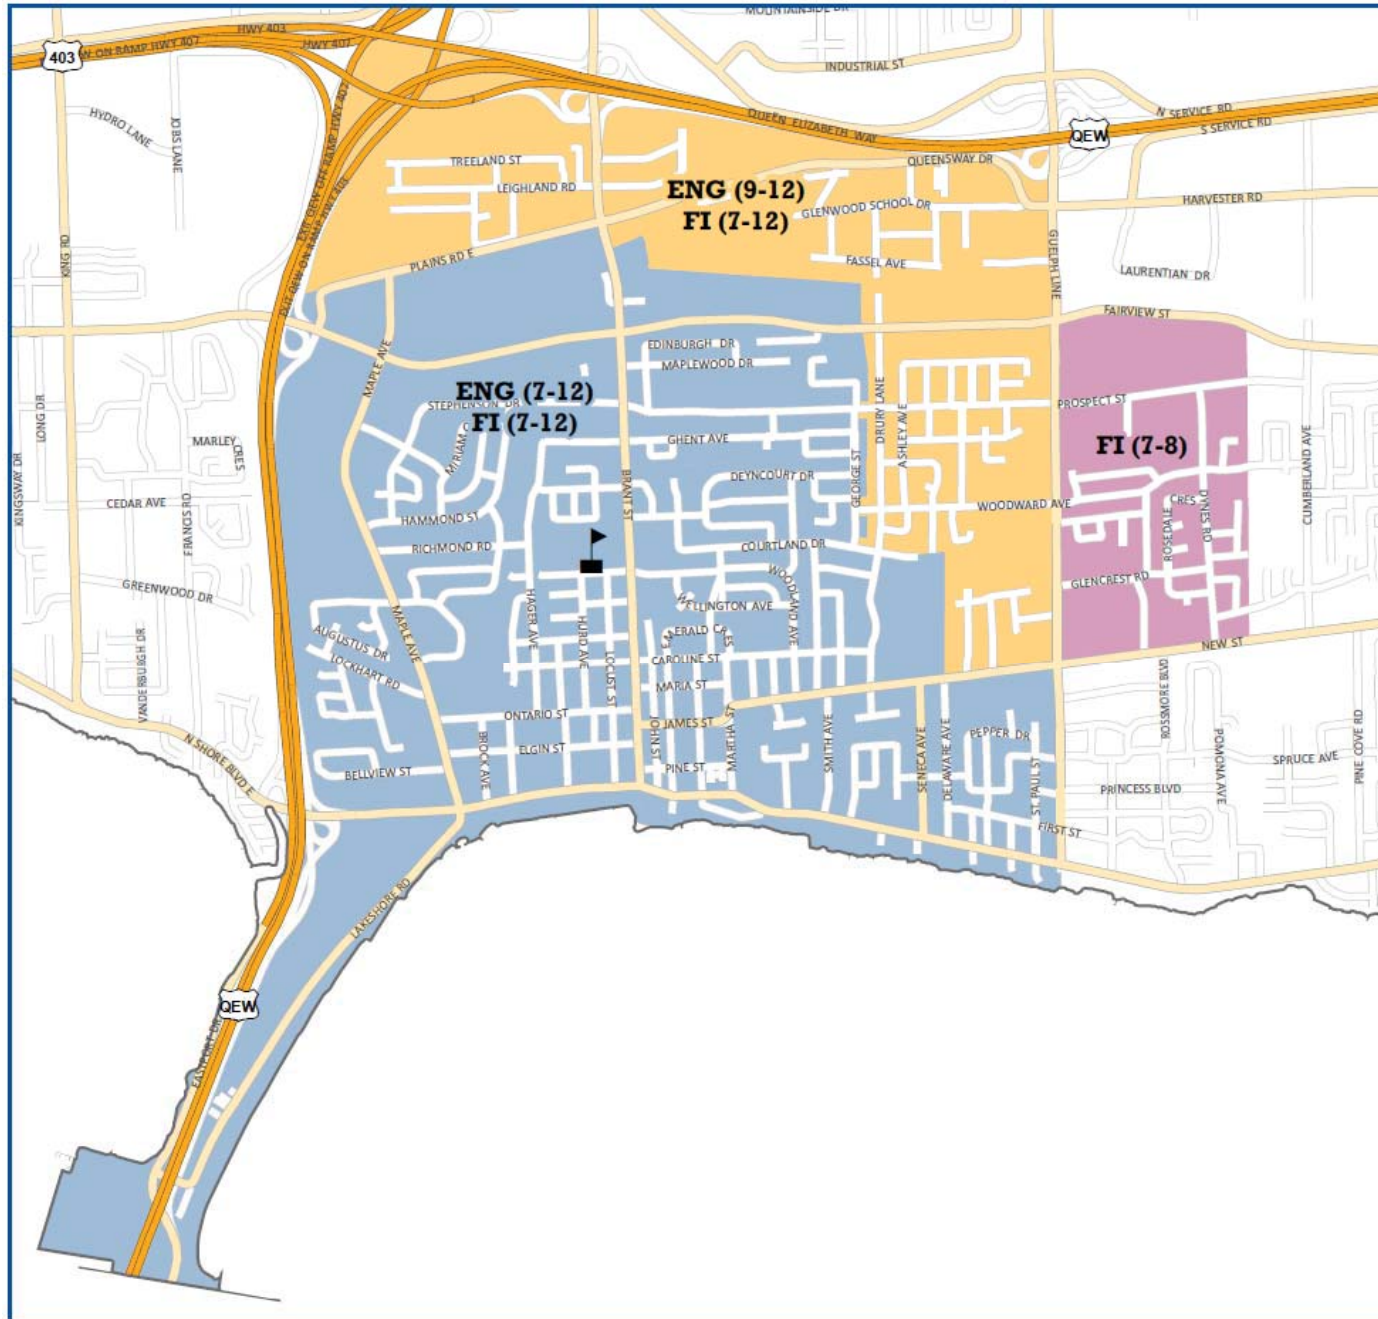 MOUNTAINSIDE DR
HWY 403
HWY 407
ON RAMP HWY 407
403
INDUSTRIAL ST
HYDRO LANE
JOBS LANE
QUEEN ELIZABETH WAY
N SERVICE RD
S SERVICE RD
QEW
TREELAND ST
LEIGHLAND RD
QUEENSWAY DR
ENG (9-12)
FI (7-12)
GLENWOOD SCHOOL DR
HARVESTER RD
KING RD
PLAINS RD E
FASSEL AVE
GUELPH LINE
LAURENTIAN DR
FAIRVIEW ST
MAPLE AVE
EDINBURGH DR
MAPLEWOOD DR
ENG (7-12)
FI (7-12)
STEPHENSON DR
MIRIAM
GHENT AVE
DRURY LANE
ASHLEY AVE
PROSPECT ST
FI (7-8)
LONG DR
MARLEY
CRES
KINGSWAY DR
CEDAR AVE
FRANCIS RD
BRANT ST
DEYNCOURT DR
GEORGE ST
WOODWARD AVE
CRES
ROSEDALE
DYNES RD
CUMBERLAND AVE
HAMMOND ST
RICHMOND RD
COURTLAND DR
GREENWOOD DR
GLENCREST RD
WOODLAND AVE
WELLINGTON AVE
HAGER AVE
HURD AVE
LOCUST ST
MAPLE AVE
AUGUSTUS DR
LOCKHART RD
EMERALD CRES
CAROLINE ST
NEW ST
VANDERBURGH DR
MARIA ST
ONTARIO ST
JAMES ST
JOHN ST
MARTHA ST
SMITH AVE
SENECA AVE
DELAWARE AVE
PEPPER DR
ROSSMORE BLVD
POMONA AVE
PINE COVE RD
N SHORE BLVD E
BROCK AVE
ELGIN ST
BELLVIEW ST
PINE ST
ST. PAUL ST
SPRUCE AVE
PRINCESS BLVD
FIRST ST
LAKESHORE RD
QEW
EASTPORT DR